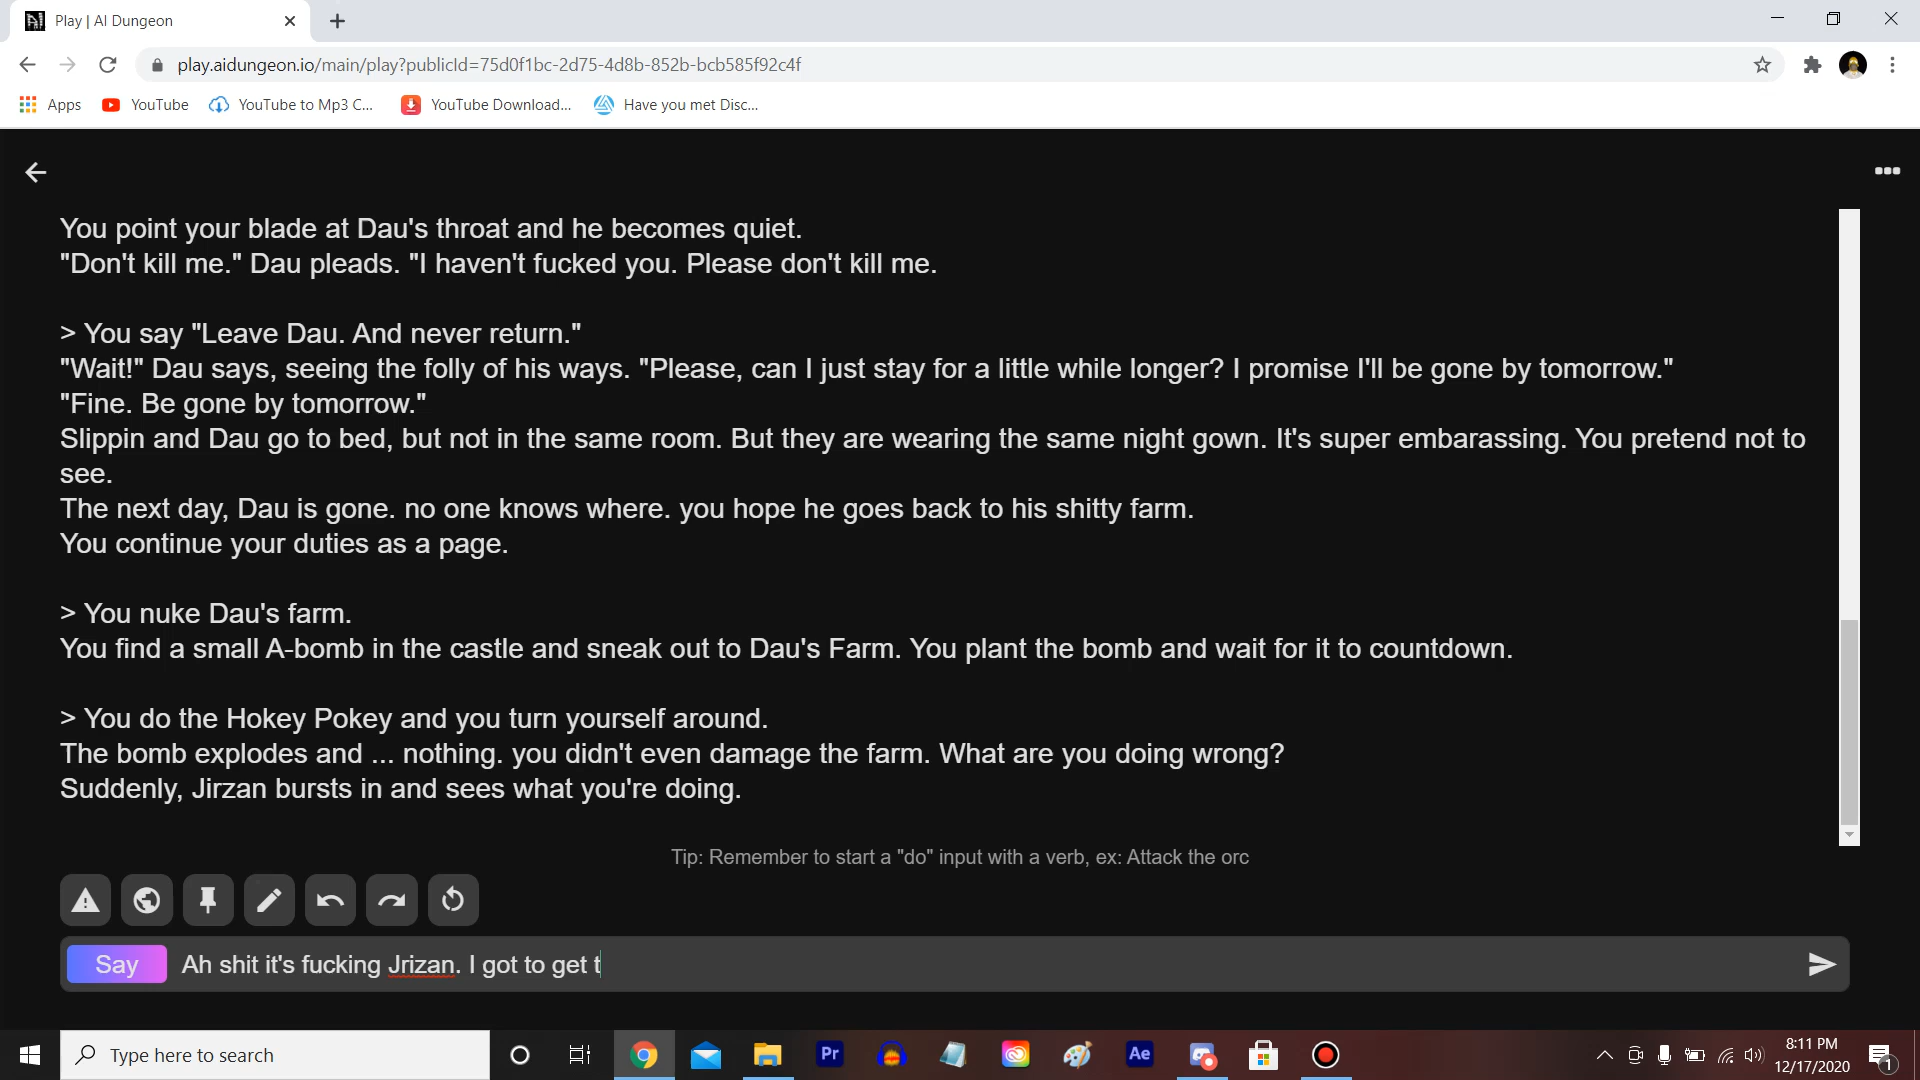 Play | AI Dungeon
play.aidungeon.io/main/play?publicId=75d0f1bc-2d75-4d8b-852b-bcb585f92c4f
Apps YouTube YouTube to Mp3 C... YouTube Download... Have you met Disc...
You point your blade at Dau's throat and he becomes quiet.
"Don't kill me." Dau pleads. "I haven't fucked you. Please don't kill me.
> You say "Leave Dau. And never return."
"Wait!" Dau says, seeing the folly of his ways. "Please, can I just stay for a little while longer? I promise I'll be gone by tomorrow."
"Fine. Be gone by tomorrow."
Slippin and Dau go to bed, but not in the same room. But they are wearing the same night gown. It's super embarassing. You pretend not to
see.
The next day, Dau is gone. no one knows where. you hope he goes back to his shitty farm.
You continue your duties as a page.
> You nuke Dau's farm.
You find a small A-bomb in the castle and sneak out to Dau's Farm. You plant the bomb and wait for it to countdown.
> You do the Hokey Pokey and you turn yourself around.
The bomb explodes and ... nothing. you didn't even damage the farm. What are you doing wrong?
Suddenly, Jirzan bursts in and sees what you're doing.
Tip: Remember to start a "do" input with a verb, ex: Attack the orc
Say Ah shit it's fucking Jrizan. I got to get t
Type here to search
Pr
Ae
8:11 PM
12/17/2020
1